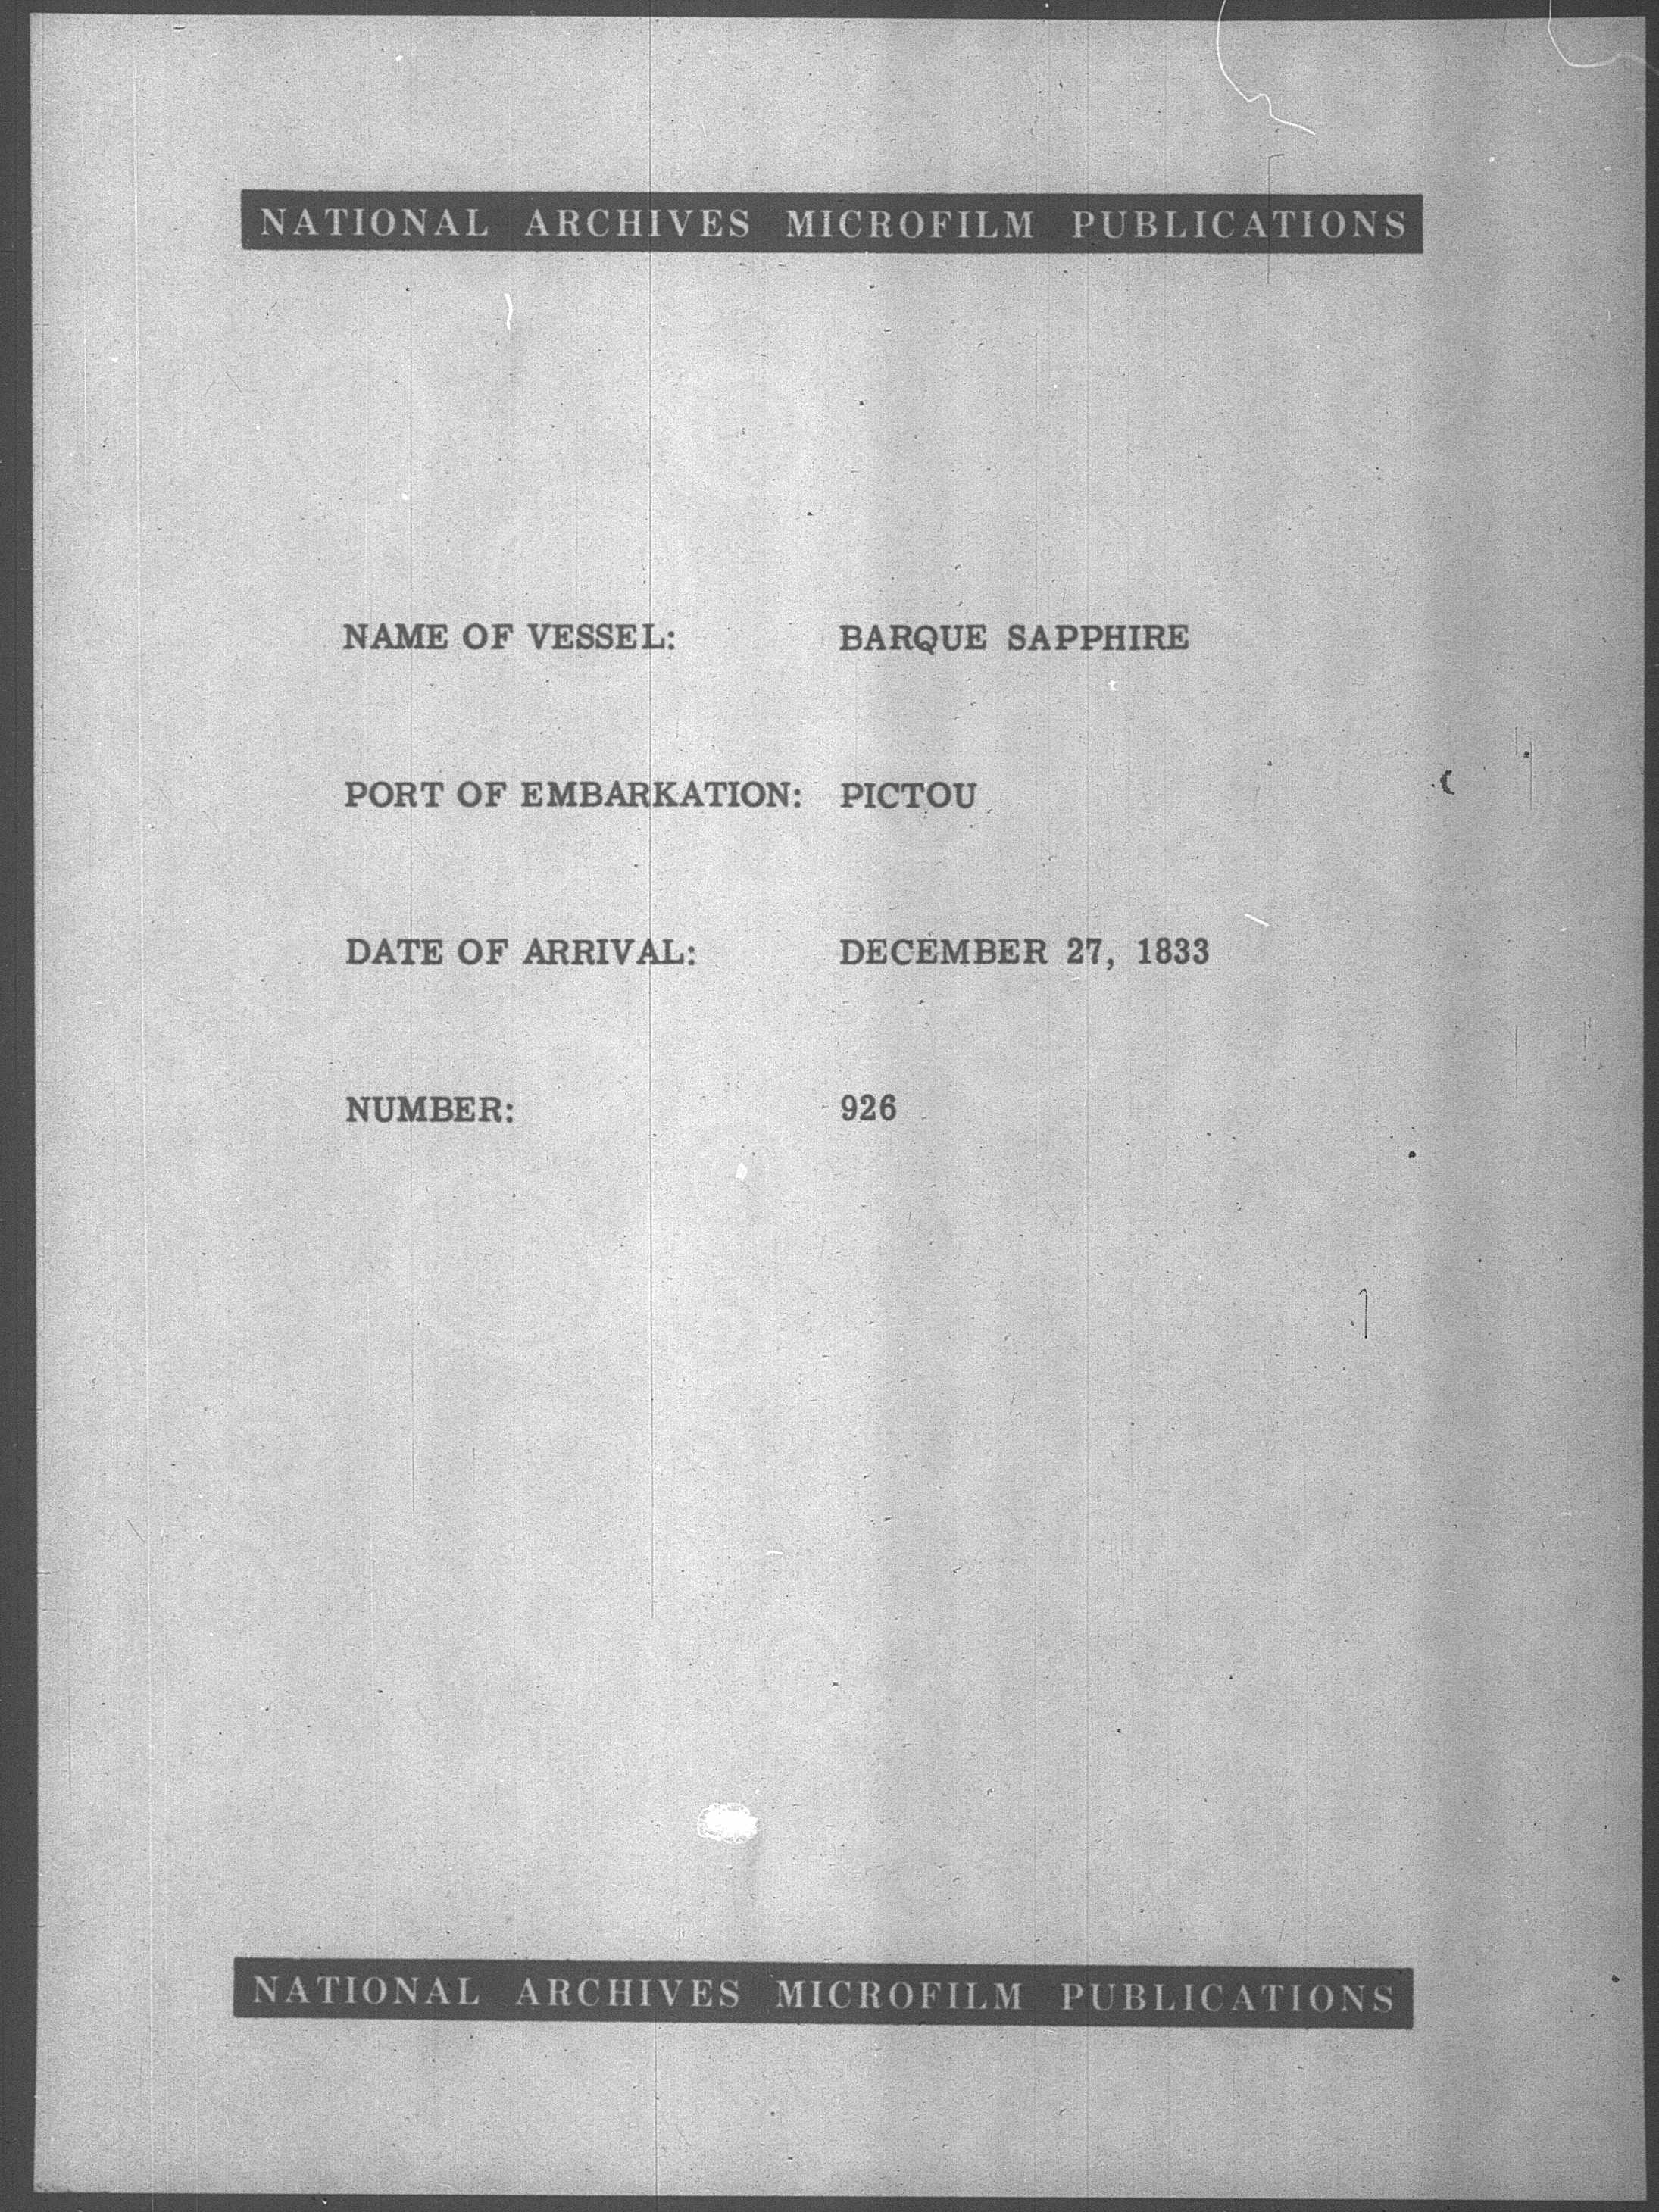 NATIONAL ARCHIVES MICROFILM PUBLICATIONS
NAME OF VESSEL: BARQUE SAPPHIRE
PORT OF EMBARKATION: PICTOU
DATE OF ARRIVAL: DECEMBER 27, 1833
NUMBER: 926
NATIONAL ARCHIVES MICROFILM PUBLICATIONS